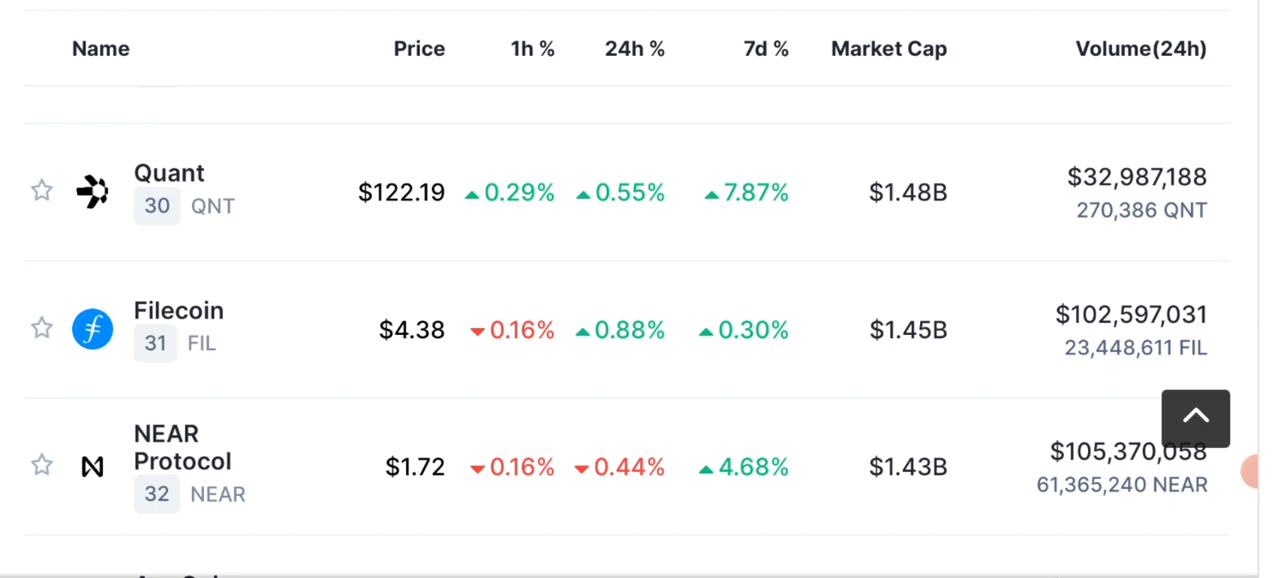 Name Price 1h % 24h % 7d % Market Cap Volume(24h)
Quant
30 QNT
$122.19 0.29% 0.55% 7.87% $1.48B
$32,987,188
270,386 QNT
Filecoin
31 FIL
$4.38 0.16% 0.88% 0.30% $1.45B
$102,597,031
23,448,611 FIL
NEAR
Protocol
32 NEAR
$1.72 0.16% 0.44% 4.68% $1.43B
$105,370,058
61,365,240 NEAR